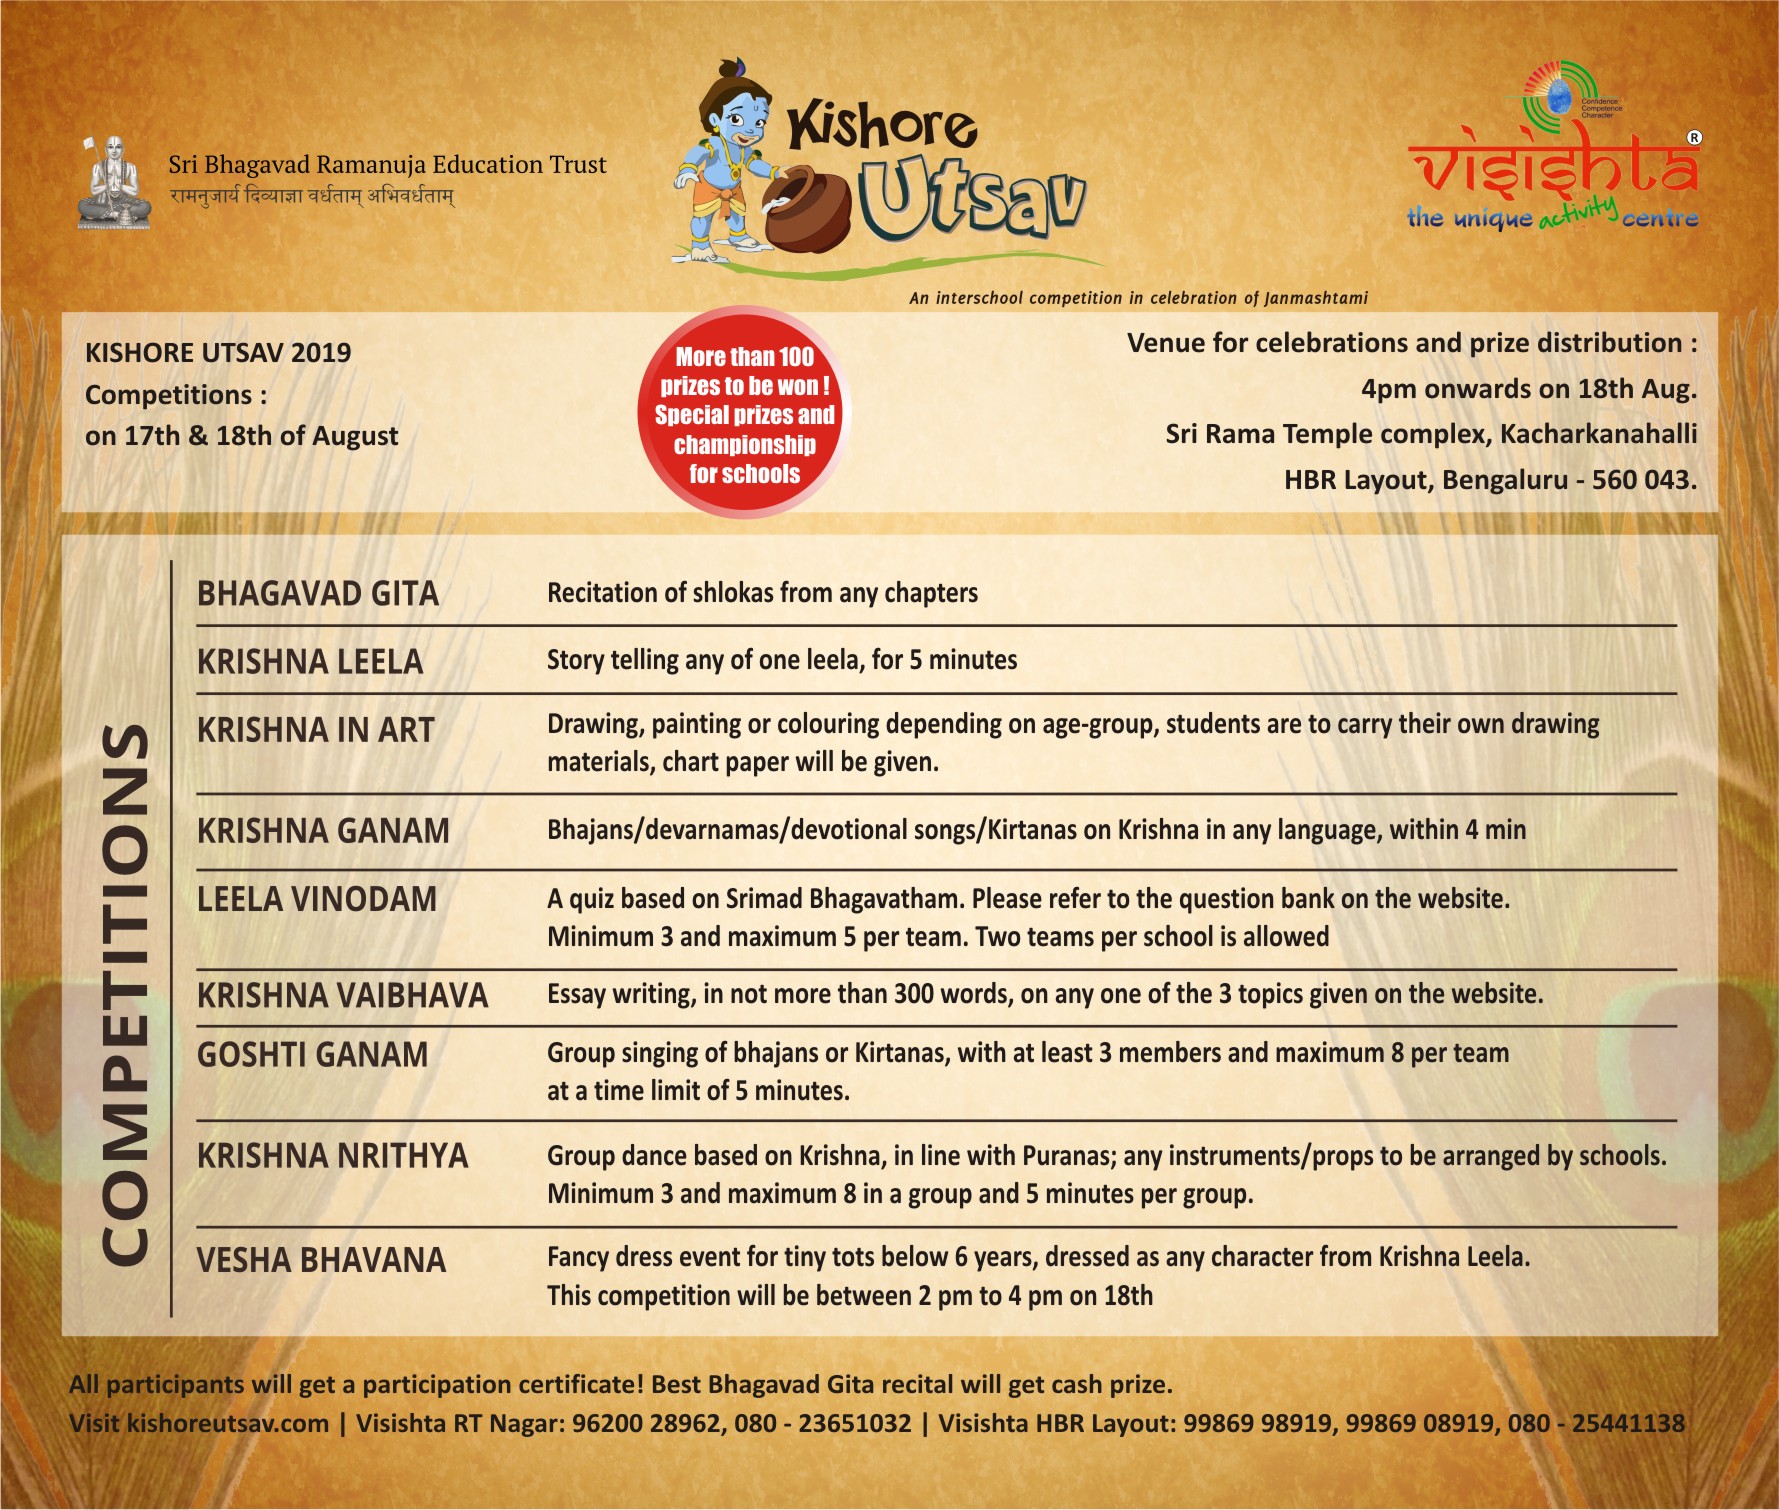 Sri Bhagavad Ramanuja Education Trust
रामनुजार्य दिव्याज्ञा वर्धताम् अभिवर्धताम्
Kishore
Utsav
An interschool competition in celebration of Janmashtami
Confidence
Competence
Character
visishta ®
the unique activity centre
KISHORE UTSAV 2019
Competitions :
on 17th & 18th of August
More than 100
prizes to be won !
Special prizes and
championship
for schools
Venue for celebrations and prize distribution :
4pm onwards on 18th Aug.
Sri Rama Temple complex, Kacharkanahalli
HBR Layout, Bengaluru - 560 043.
COMPETITIONS
BHAGAVAD GITA Recitation of shlokas from any chapters
KRISHNA LEELA Story telling any of one leela, for 5 minutes
KRISHNA IN ART Drawing, painting or colouring depending on age-group, students are to carry their own drawing
materials, chart paper will be given.
KRISHNA GANAM Bhajans/devarnamas/devotional songs/Kirtanas on Krishna in any language, within 4 min
LEELA VINODAM A quiz based on Srimad Bhagavatham. Please refer to the question bank on the website.
Minimum 3 and maximum 5 per team. Two teams per school is allowed
KRISHNA VAIBHAVA Essay writing, in not more than 300 words, on any one of the 3 topics given on the website.
GOSHTI GANAM Group singing of bhajans or Kirtanas, with at least 3 members and maximum 8 per team
at a time limit of 5 minutes.
KRISHNA NRITHYA Group dance based on Krishna, in line with Puranas; any instruments/props to be arranged by schools.
Minimum 3 and maximum 8 in a group and 5 minutes per group.
VESHA BHAVANA Fancy dress event for tiny tots below 6 years, dressed as any character from Krishna Leela.
This competition will be between 2 pm to 4 pm on 18th
All participants will get a participation certificate! Best Bhagavad Gita recital will get cash prize.
Visit kishoreutsav.com | Visishta RT Nagar: 96200 28962, 080 - 23651032 | Visishta HBR Layout: 99869 98919, 99869 08919, 080 - 25441138